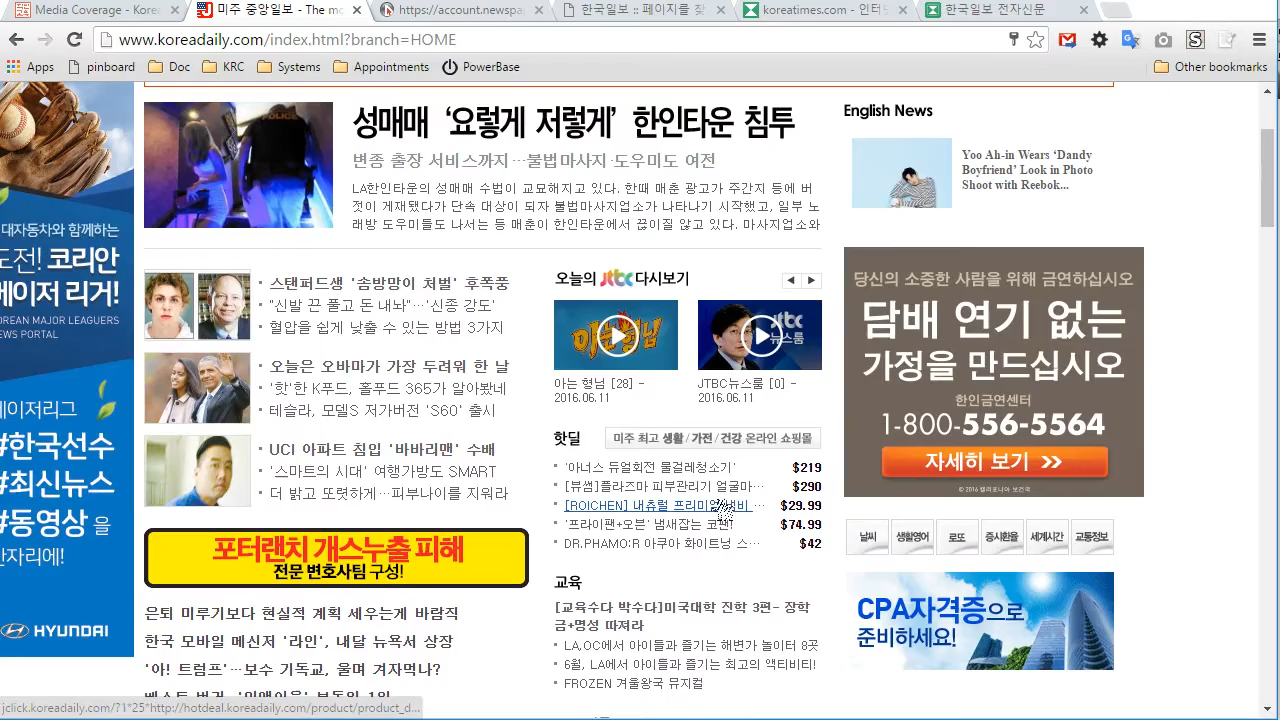 Media Coverage - Kore
미주 중앙일보 - The mo
https://account.newspa
한국일보 :: 페이지를 찾
koreatimes.com - 인터
한국일보 전자신문
www.koreadaily.com/index.html?branch=HOME
Apps pinboard Doc KRC Systems Appointments PowerBase Other bookmarks
대자동차와 함께하는
도전! 코리안
메이저 리거!
OREAN MAJOR LEAGUERS
EWS PORTAL
메이저리그
#한국선수
#최신뉴스
#동영상 을
한자리에!
HYUNDAI
POLICE
성매매 ‘요렇게 저렇게’ 한인타운 침투
변종 출장 서비스까지…불법마사지·도우미도 여전
LA한인타운의 성매매 수법이 교묘해지고 있다. 한때 매춘 광고가 주간지 등에 버
젓이 게재됐다가 단속 대상이 되자 불법마사지업소가 나타나기 시작했고, 일부 노
래방 도우미들도 나서는 등 매춘이 한인타운에서 끊이질 않고 있다. 마사지업소와
스탠퍼드생 '솜방망이 처벌' 후폭풍
"신발 끈 풀고 돈 내놔"…'신종 강도'
혈압을 쉽게 낮출 수 있는 방법 3가지
오늘은 오바마가 가장 두려워 한 날
'핫'한 K푸드, 홀푸드 365가 알아봤네
테슬라, 모델S 저가버전 'S60' 출시
UCI 아파트 침입 '바바리맨' 수배
'스마트의 시대' 여행가방도 SMART
더 밝고 또렷하게…피부나이를 지워라
포터랜치 개스누출 피해
전문 변호사팀 구성!
은퇴 미루기보다 현실적 계획 세우는게 바람직
한국 모바일 메신저 '라인', 내달 뉴욕서 상장
'아! 트럼프'…보수 기독교, 울며 겨자먹나?
오늘의 jtbc 다시보기
아는 형님
jtbc
뉴스룸
아는 형님 [28] -
2016.06.11
JTBC뉴스룸 [0] -
2016.06.11
핫딜 미주 최고 생활 / 가전 / 건강 온라인 쇼핑몰
'아너스 듀얼회전 물걸레청소기' $219
[뷰쌤]플라즈마 피부관리기 얼굴마… $290
[ROICHEN] 내츄럴 프리미엄냄비 … $29.99
'프라이팬+오븐' 냄새잡는 코팬' $74.99
DR.PHAMO:R 아쿠아 화이트닝 스… $42
교육
[교육수다 박수다]미국대학 진학 3편- 장학
금+명성 따져라
LA,OC에서 아이들과 즐기는 해변가 놀이터 8곳
6월, LA에서 아이들과 즐기는 최고의 액티비티!
FROZEN 겨울왕국 뮤지컬
English News
Yoo Ah-in Wears ‘Dandy
Boyfriend’ Look in Photo
Shoot with Reebok...
당신의 소중한 사람을 위해 금연하십시오
담배 연기 없는
가정을 만드십시오
한인금연센터
1-800-556-5564
자세히 보기 >>
© 2016 캘리포니아 보건국
날씨 생활영어 로또 증시환율 세계시간 교통정보
CPA자격증으로
준비하세요!
jclick.koreadaily.com/?1*25*http://hotdeal.koreadaily.com/product/product_d...